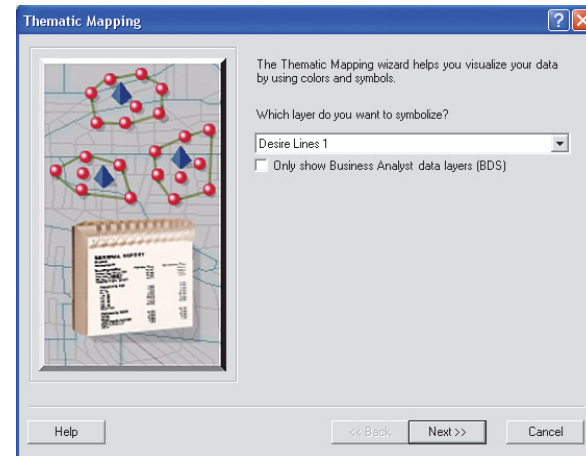 Thematic Mapping
The Thematic Mapping wizard helps you visualize your data
by using colors and symbols.
Which layer do you want to symbolize?
Desire Lines 1
Only show Business Analyst data layers (BDS)
Help
<< Back
Next >>
Cancel